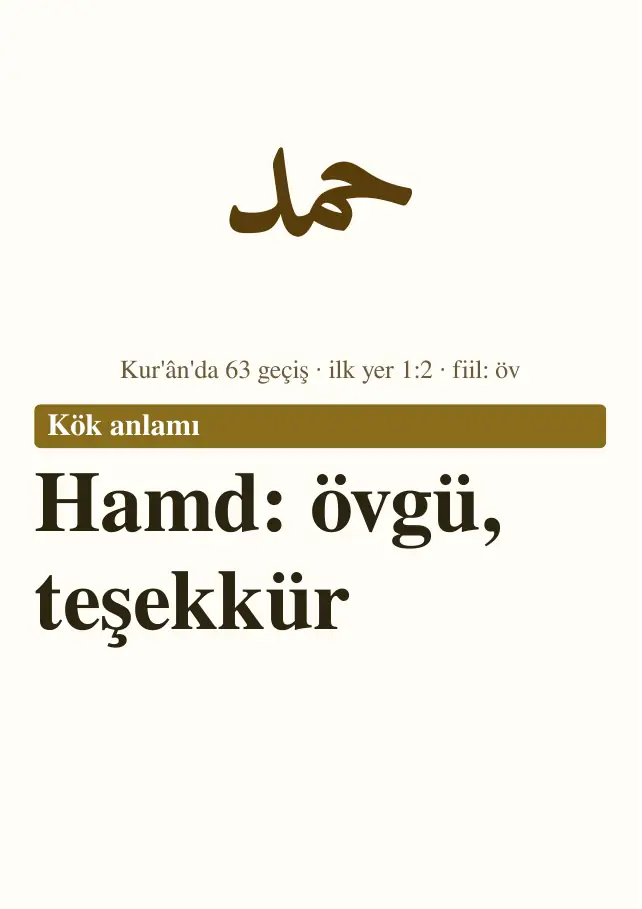 حمد
Kur'ân'da 63 geçiş · ilk yer 1:2 · fiil: öv
Kök anlamı
Hamd: övgü,
teşekkür